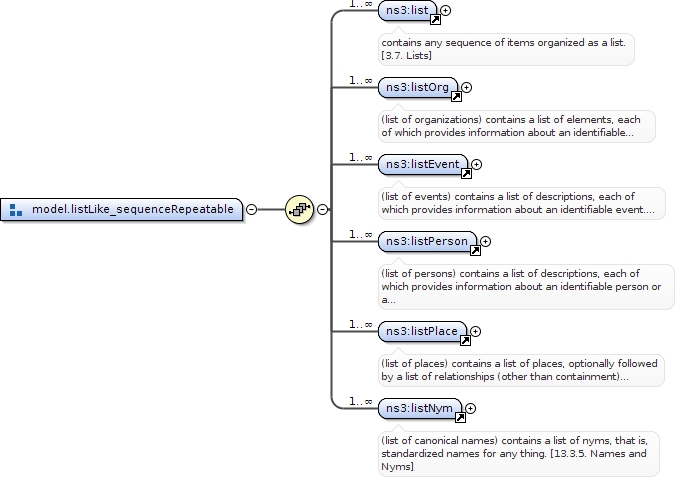 1..∞
ns3:list
contains any sequence of items organized as a list.
[3.7. Lists]
1..∞
ns3:listOrg
(list of organizations) contains a list of elements, each
of which provides information about an identifiable...
1..∞
ns3:listEvent
(list of events) contains a list of descriptions, each of
which provides information about an identifiable event....
model.listLike_sequenceRepeatable
1..∞
ns3:listPerson
(list of persons) contains a list of descriptions, each of
which provides information about an identifiable person or
a...
1..∞
ns3:listPlace
(list of places) contains a list of places, optionally followed
by a list of relationships (other than containment)...
1..∞
ns3:listNym
(list of canonical names) contains a list of nyms, that is,
standardized names for any thing. [13.3.5. Names and
Nyms]